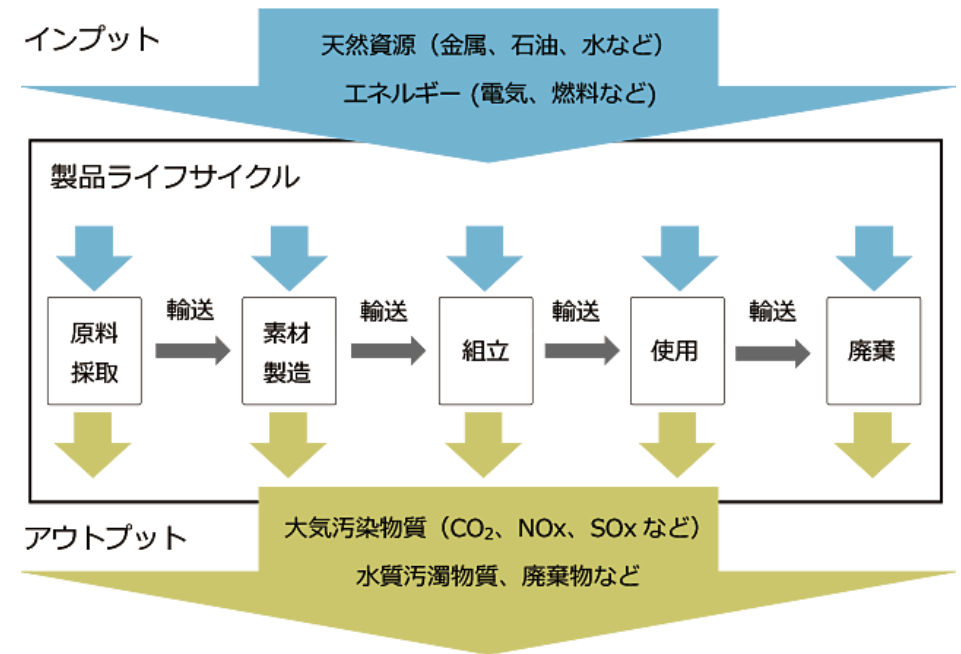 インプット
天然資源（金属、石油、水など）
エネルギー (電気、燃料など)
製品ライフサイクル
原料
採取
輸送
素材
製造
輸送
組立
輸送
使用
輸送
廃棄
アウトプット
大気汚染物質（CO₂、NOx、SOx など）
水質汚濁物質、廃棄物など